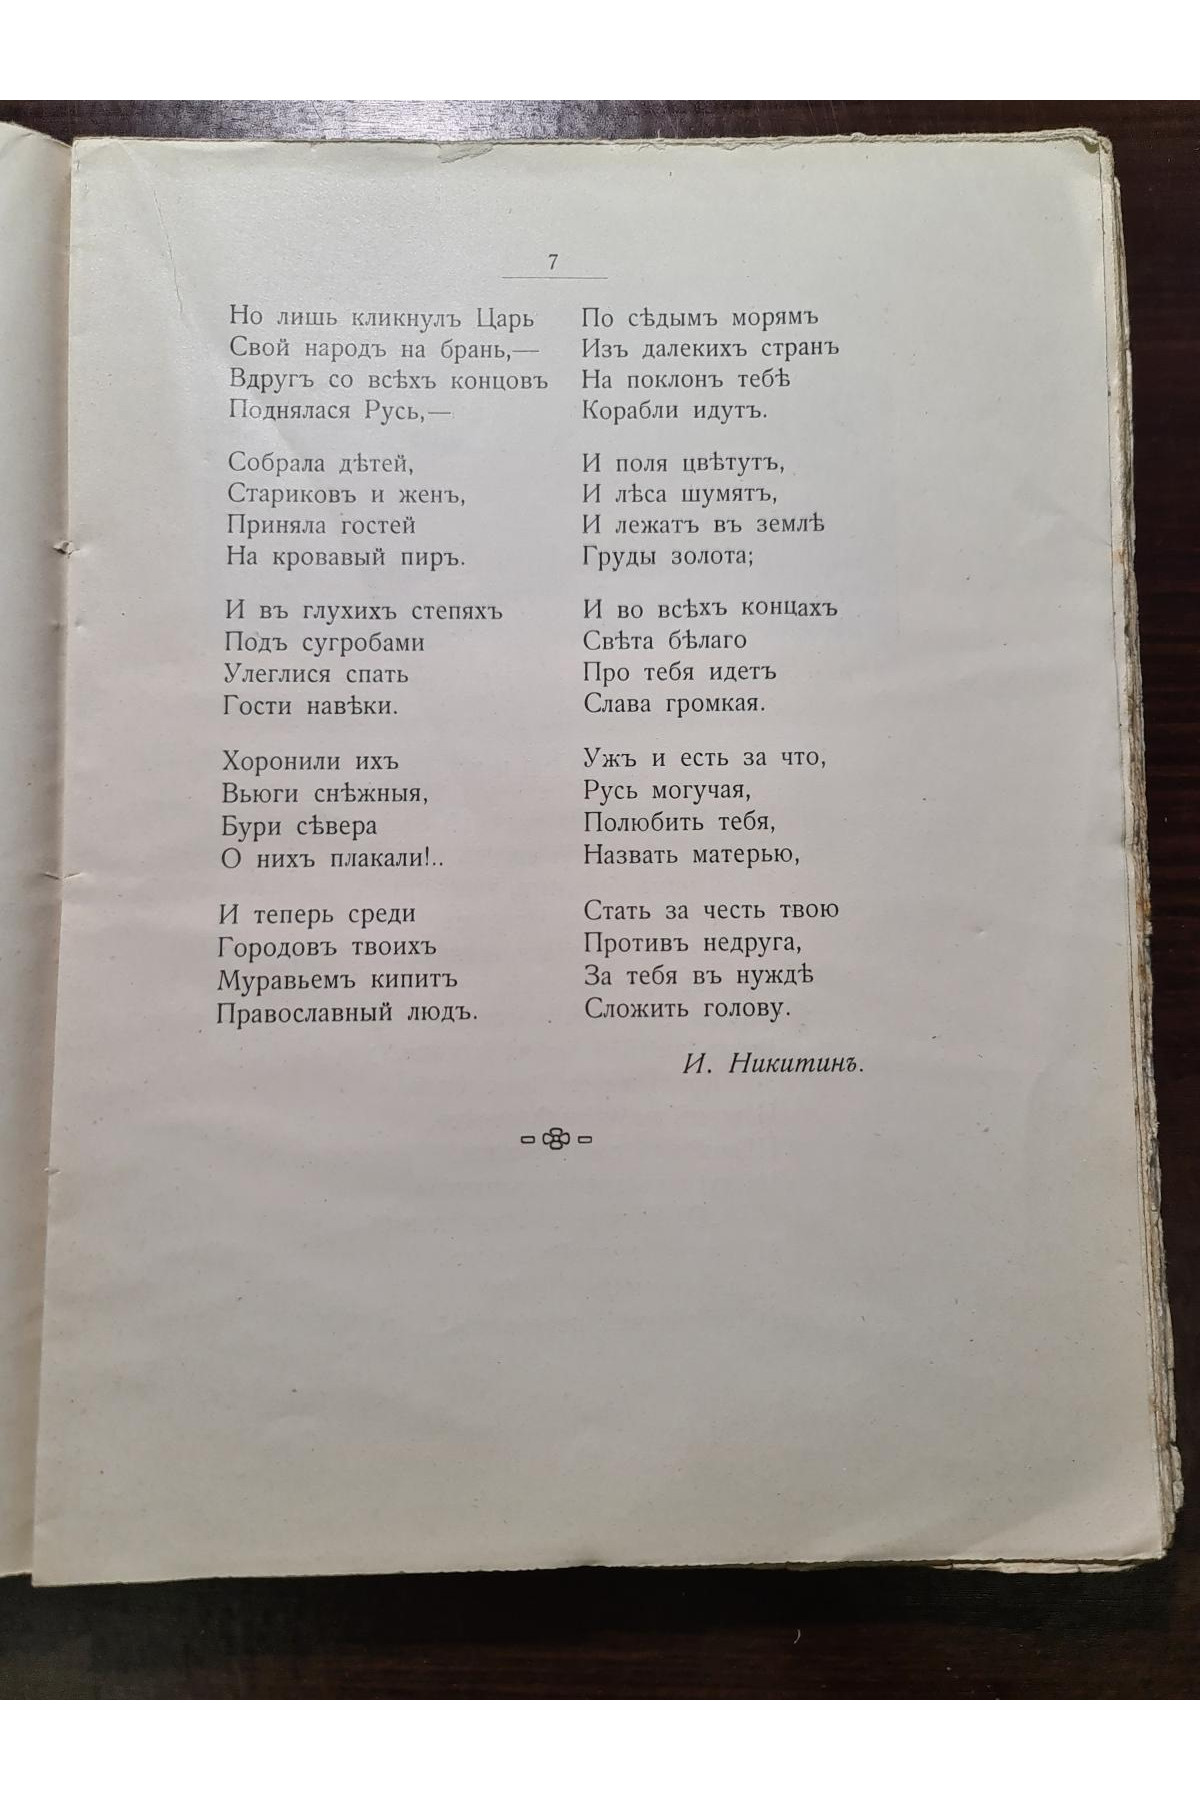 7
Но лишь кликнулъ Царь
Свой народъ на брань,—
Вдругъ со всѣхъ концовъ
Поднялася Русь,—
Собрала дѣтей,
Стариковъ и женъ,
Приняла гостей
На кровавый пиръ.
И въ глухихъ степяхъ
Подъ сугробами
Улеглися спать
Гости навѣки.
Хоронили ихъ
Вьюги снѣжныя,
Бури сѣвера
О нихъ плакали!..
И теперь среди
Городовъ твоихъ
Муравьемъ кипитъ
Православный людъ.
По сѣдымъ морямъ
Изъ далекихъ странъ
На поклонъ тебѣ
Корабли идутъ.
И поля цвѣтутъ,
И лѣса шумятъ,
И лежатъ въ землѣ
Груды золота;
И во всѣхъ концахъ
Свѣта бѣлаго
Про тебя идетъ
Слава громкая.
Ужъ и есть за что,
Русь могучая,
Полюбить тебя,
Назвать матерью,
Стать за честь твою
Противъ недруга,
За тебя въ нуждѣ
Сложить голову.
И. Никитинъ.